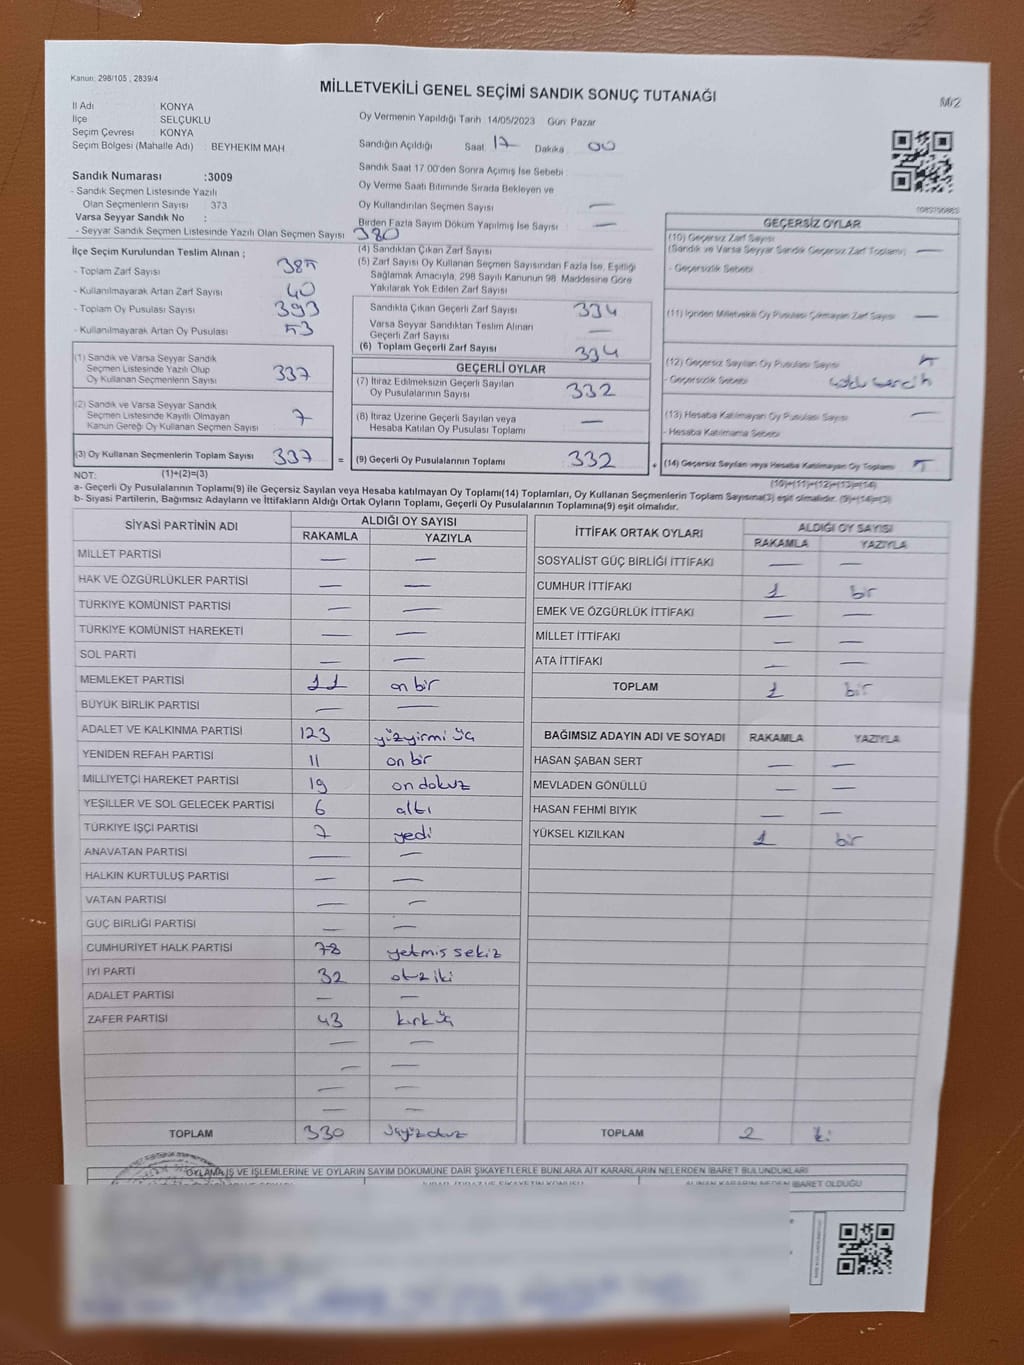 Kanun: 298/105 , 2839/4
MİLLETVEKİLİ GENEL SEÇİMİ SANDIK SONUÇ TUTANAĞI
M/2
İl Adı KONYA
İlçe SELÇUKLU
Seçim Çevresi KONYA
Seçim Bölgesi (Mahalle Adı) BEYHEKIM MAH.
Sandık Numarası :3009
- Sandık Seçmen Listesinde Yazılı
Olan Seçmenlerin Sayısı : 373
Varsa Seyyar Sandık No :
- Seyyar Sandık Seçmen Listesinde Yazılı Olan Seçmen Sayısı
Oy Vermenin Yapıldığı Tarih :14/05/2023 Gün: Pazar
Sandığın Açıldığı Saat 17 Dakika 00
Sandık Saat 17.00'den Sonra Açımış İse Sebebi
Oy Verme Saati Bitiminde Sırada Bekleyen ve
Oy Kullandırılan Seçmen Sayısı —
Birden Fazla Sayım Döküm Yapılmış İse Sayısı —
İlçe Seçim Kurulundan Teslim Alınan ;
- Toplam Zarf Sayısı 385
- Kullanılmayarak Artan Zarf Sayısı 40
- Toplam Oy Pusulası Sayısı 393
- Kullanılmayarak Artan Oy Pusulası 53
(1) Sandık ve Varsa Seyyar Sandık
Seçmen Listesinde Yazılı Olup
Oy Kullanan Seçmenlerin Sayısı 337
(2) Sandık ve Varsa Seyyar Sandık
Seçmen Listesinde Kayıtlı Olmayan
Kanun Gereği Oy Kullanan Seçmen Sayısı 7
(3) Oy Kullanan Seçmenlerin Toplam Sayısı 337 =
NOT: (1)+(2)=(3)
380
(4) Sandıktan Çıkan Zarf Sayısı
(5) Zarf Sayısı Oy Kullanan Seçmen Sayısından Fazla İse, Eşitliği
Sağlamak Amacıyla, 298 Sayılı Kanunun 98. Maddesine Göre
Yakılarak Yok Edilen Zarf Sayısı
Sandıkta Çıkan Geçerli Zarf Sayısı 334
Varsa Seyyar Sandıktan Teslim Alınan
Geçerli Zarf Sayısı —
(6) Toplam Geçerli Zarf Sayısı 334
GEÇERLİ OYLAR
(7) İtiraz Edilmeksizin Geçerli Sayılan
Oy Pusulalarının Sayısı 332
(8) İtiraz Üzerine Geçerli Sayılan veya
Hesaba Katılan Oy Pusulası Toplamı —
(9) Geçerli Oy Pusulalarının Toplamı 332 +
GEÇERSİZ OYLAR
(10) Geçersiz Zarf Sayısı
(Sandık ve Varsa Seyyar Sandık Geçersiz Zarf Toplamı) —
- Geçersizlik Sebebi
(11) İçinden Milletvekili Oy Pusulası Çıkmayan Zarf Sayısı —
(12) Geçersiz Sayılan Oy Pusulası Sayısı 5
- Geçersizlik Sebebi
(13) Hesaba Katılmayan Oy Pusulası Sayısı —
- Hesaba Katılmama Sebebi
(14) Geçersiz Sayılan veya Hesaba Katılmayan Oy Toplamı 5
(10)+(11)+(12)+(13)=(14)
a- Geçerli Oy Pusulalarının Toplamı(9) ile Geçersiz Sayılan veya Hesaba katılmayan Oy Toplamı(14) Toplamları, Oy Kullanan Seçmenlerin Toplam Sayısına(3) eşit olmalıdır. (9)+(14)=(3)
b- Siyasi Partilerin, Bağımsız Adayların ve İttifakların Aldığı Ortak Oyların Toplamı, Geçerli Oy Pusulalarının Toplamına(9) eşit olmalıdır.
SİYASİ PARTİNİN ADI ALDIĞI OY SAYISI
RAKAMLA YAZIYLA
MİLLET PARTİSİ — —
HAK VE ÖZGÜRLÜKLER PARTİSİ — —
TÜRKİYE KOMÜNİST PARTİSİ — —
TÜRKİYE KOMÜNİST HAREKETİ — —
SOL PARTİ — —
MEMLEKET PARTİSİ 11 on bir
BÜYÜK BİRLİK PARTİSİ — —
ADALET VE KALKINMA PARTİSİ 123 yüzyirmi üç
YENİDEN REFAH PARTİSİ 11 on bir
MİLLİYETÇİ HAREKET PARTİSİ 19 on dokuz
YEŞİLLER VE SOL GELECEK PARTİSİ 6 altı
TÜRKİYE İŞÇİ PARTİSİ 7 yedi
ANAVATAN PARTİSİ — —
HALKIN KURTULUŞ PARTİSİ — —
VATAN PARTİSİ — —
GÜÇ BİRLİĞİ PARTİSİ — —
CUMHURİYET HALK PARTİSİ 78 yetmiş sekiz
İYİ PARTİ 32 otuz iki
ADALET PARTİSİ — —
ZAFER PARTİSİ 43 kırk üç
— —
— —
— —
— —
TOPLAM 330 üçyüzotuz
İTTİFAK ORTAK OYLARI ALDIĞI OY SAYISI
RAKAMLA YAZIYLA
SOSYALİST GÜÇ BİRLİĞİ İTTİFAKI — —
CUMHUR İTTİFAKI 1 bir
EMEK VE ÖZGÜRLÜK İTTİFAKI — —
MİLLET İTTİFAKI — —
ATA İTTİFAKI — —
TOPLAM 1 bir
BAĞIMSIZ ADAYIN ADI VE SOYADI RAKAMLA YAZIYLA
HASAN ŞABAN SERT — —
MEVLADEN GÖNÜLLÜ — —
HASAN FEHMI BIYIK — —
YÜKSEL KIZILKAN 1 bir
TOPLAM 2 iki
OYLAMA İŞ VE İŞLEMLERİNE VE OYLARIN SAYIM DÖKÜMÜNE DAİR ŞİKAYETLERLE BUNLARA AİT KARARLARIN NELERDEN İBARET BULUNDUKLARI
ALINAN KARARIN NEDEN İBARET OLDUĞU